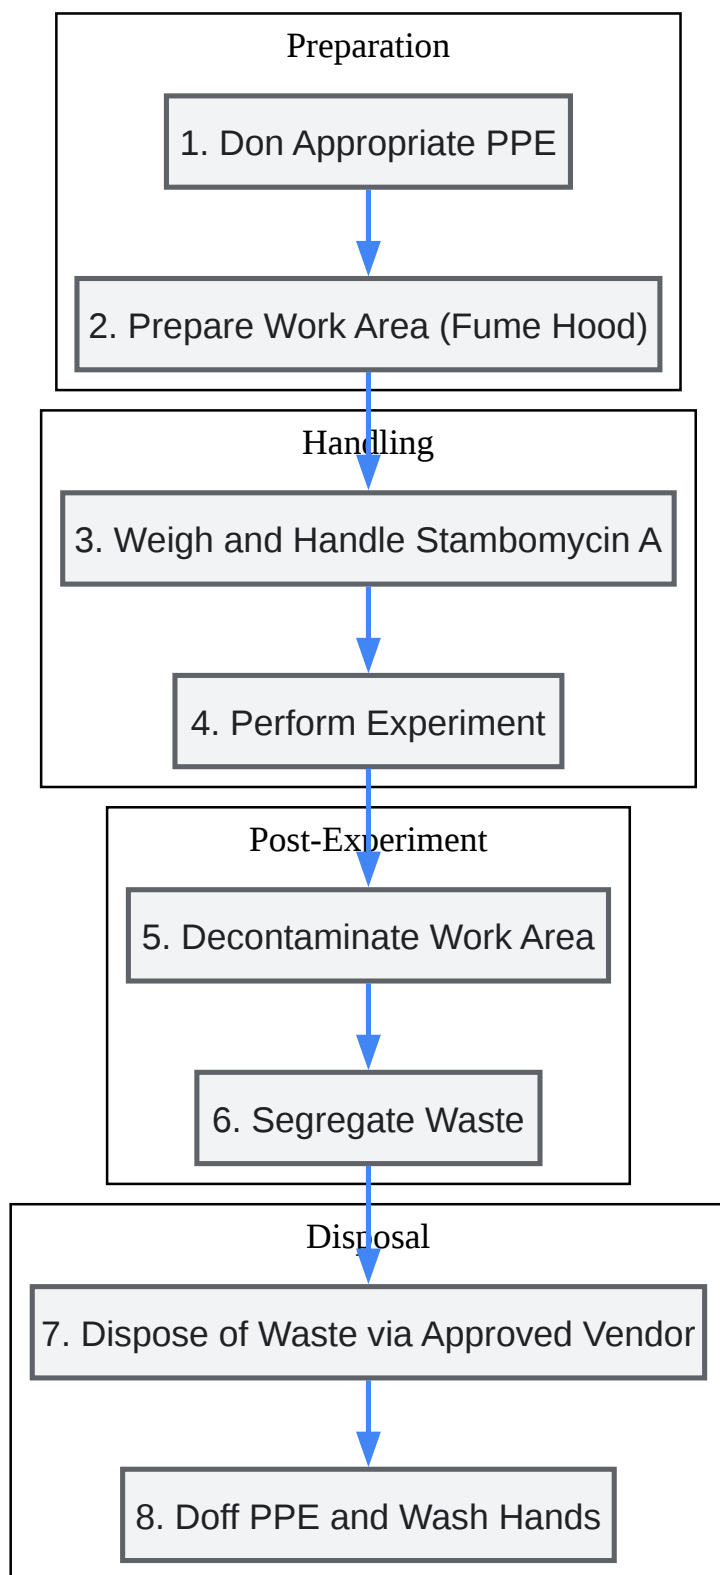 Preparation
1. Don Appropriate PPE
2. Prepare Work Area (Fume Hood)
Handling
3. Weigh and Handle Stambomycin A
4. Perform Experiment
Post-Experiment
5. Decontaminate Work Area
6. Segregate Waste
Disposal
7. Dispose of Waste via Approved Vendor
8. Doff PPE and Wash Hands